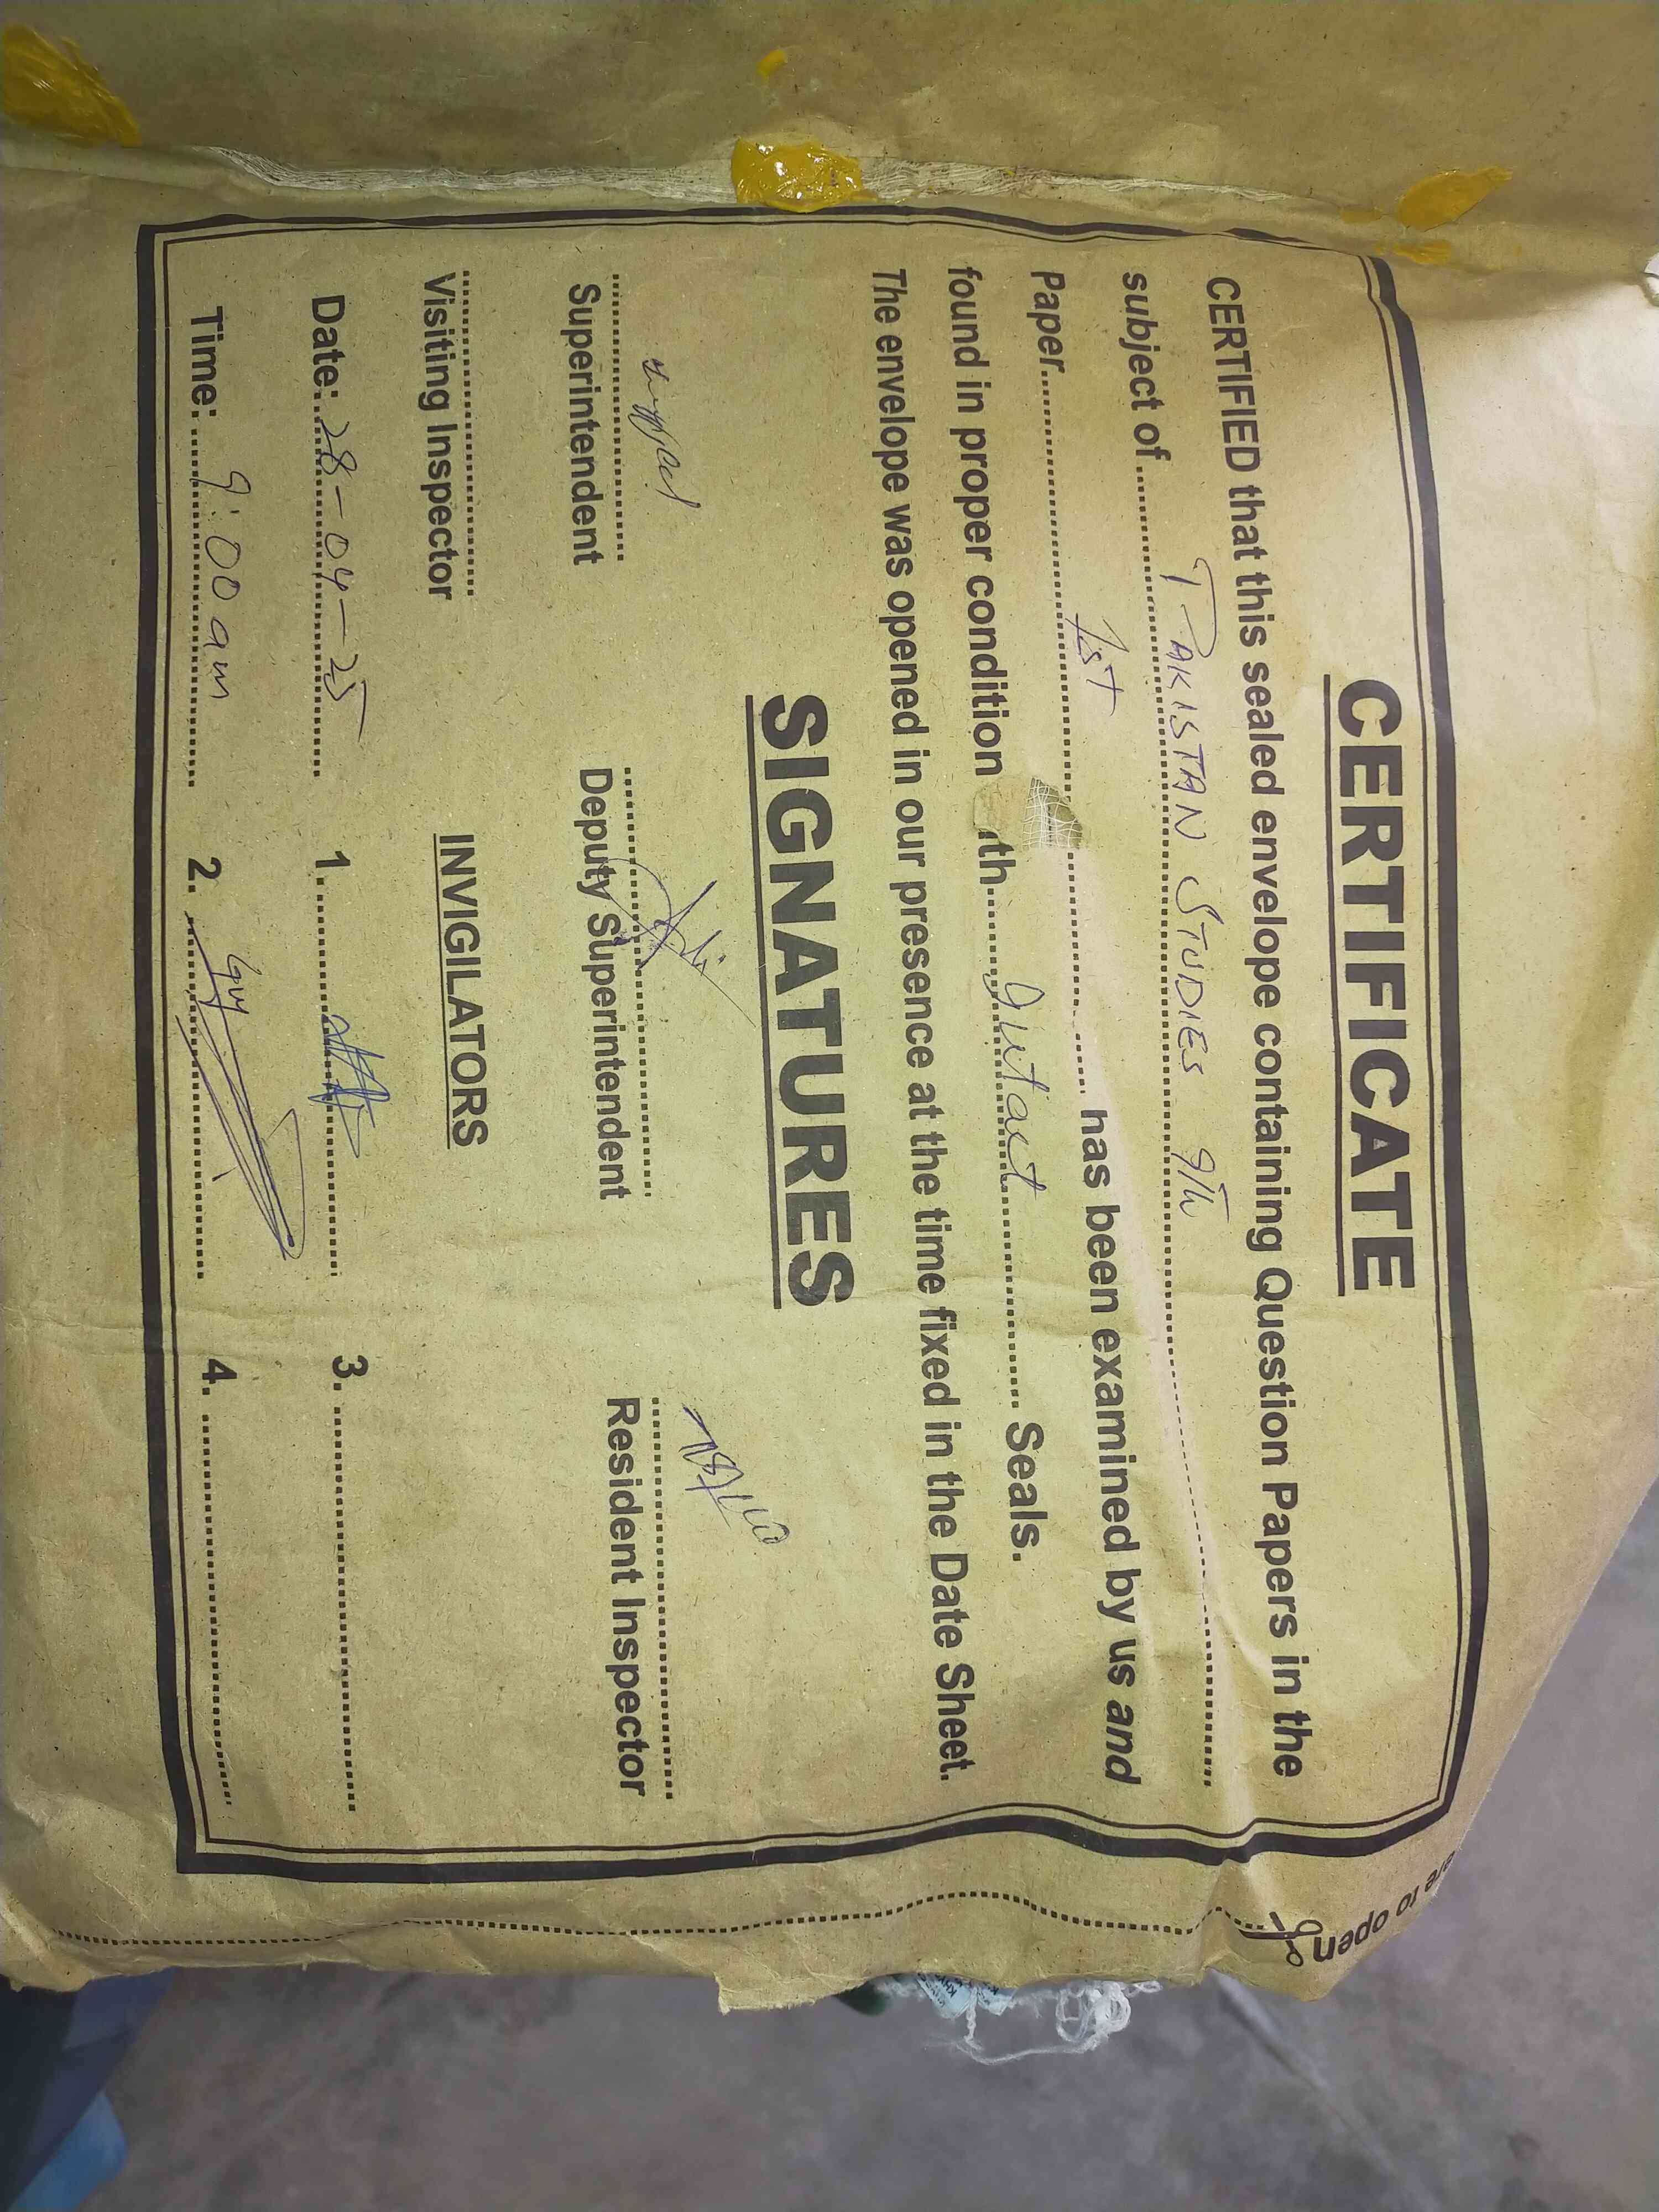 CERTIFICATE
CERTIFIED that this sealed envelope containing Question Papers in the
subject of PAKISTAN STUDIES 9th
Paper 1st has been examined by us and
found in proper condition th Intact Seals.
The envelope was opened in our presence at the time fixed in the Date Sheet.
SIGNATURES
Superintendent Deputy Superintendent Resident Inspector
Visiting Inspector INVIGILATORS
Date: 28-04-25 1. 3.
Time: 9:00 am 2. 4.
to open